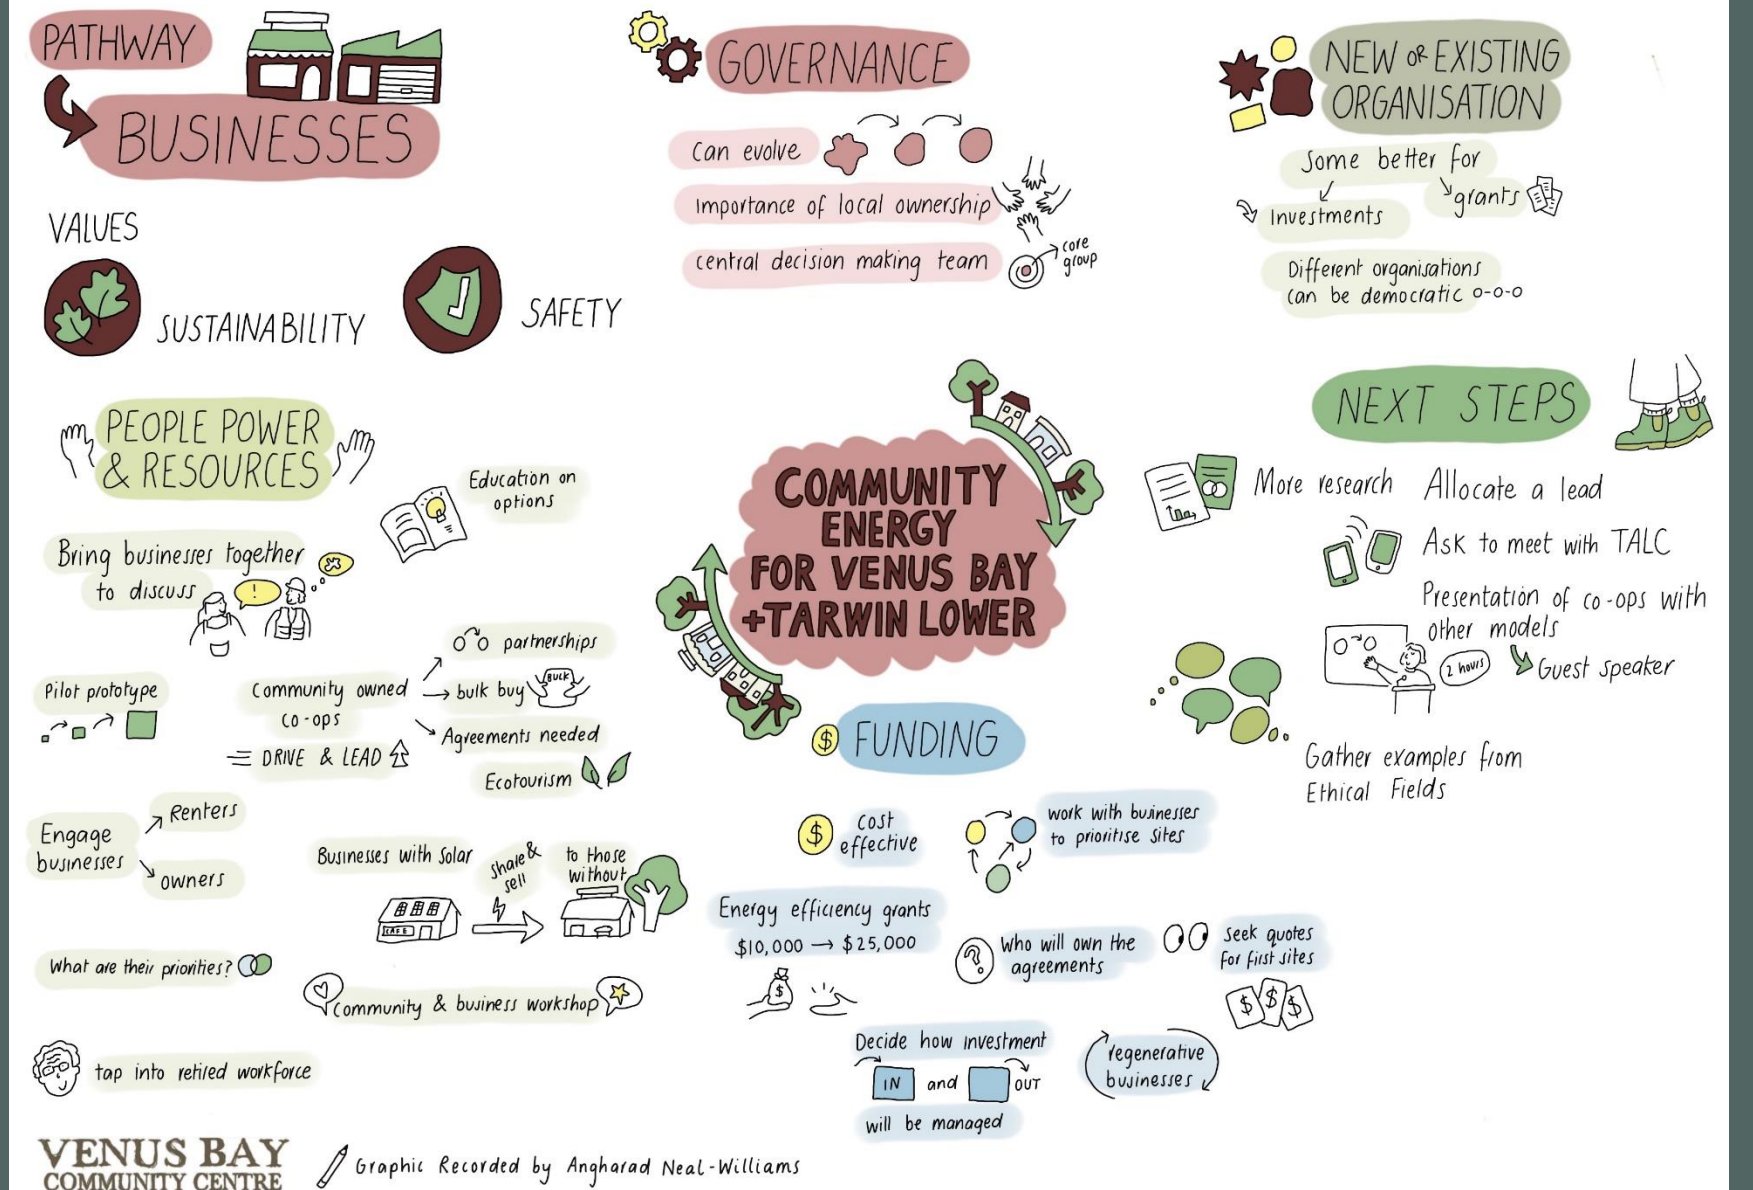 PATHWAY
BUSINESSES
VALUES
SUSTAINABILITY
SAFETY
PEOPLE POWER
& RESOURCES
Education on
options
Bring businesses together
to discuss
!
Pilot prototype
Community owned
co-ops
DRIVE & LEAD
partnerships
bulk buy
BULK
Agreements needed
Ecotourism
Engage
businesses
Renters
owners
Businesses with Solar
share &
sell
to those
without
CAFE
What are their priorities?
Community & business workshop
tap into retired workforce
GOVERNANCE
Can evolve
Importance of local ownership
central decision making team
core
group
NEW or EXISTING
ORGANISATION
Some better for
Investments
grants
Different organisations
can be democratic o-o-o
COMMUNITY
ENERGY
FOR VENUS BAY
+TARWIN LOWER
NEXT STEPS
More research
Allocate a lead
Ask to meet with TALC
Presentation of co-ops with
other models
2 hours
Guest speaker
Gather examples from
Ethical Fields
$ FUNDING
$
cost
effective
work with businesses
to prioritise sites
Energy efficiency grants
$10,000 → $25,000
$
?
Who will own the
agreements
Seek quotes
for first sites
$ $ $
Decide how investment
IN and OUT
will be managed
regenerative
businesses
VENUS BAY
COMMUNITY CENTRE
Graphic Recorded by Angharad Neal-Williams